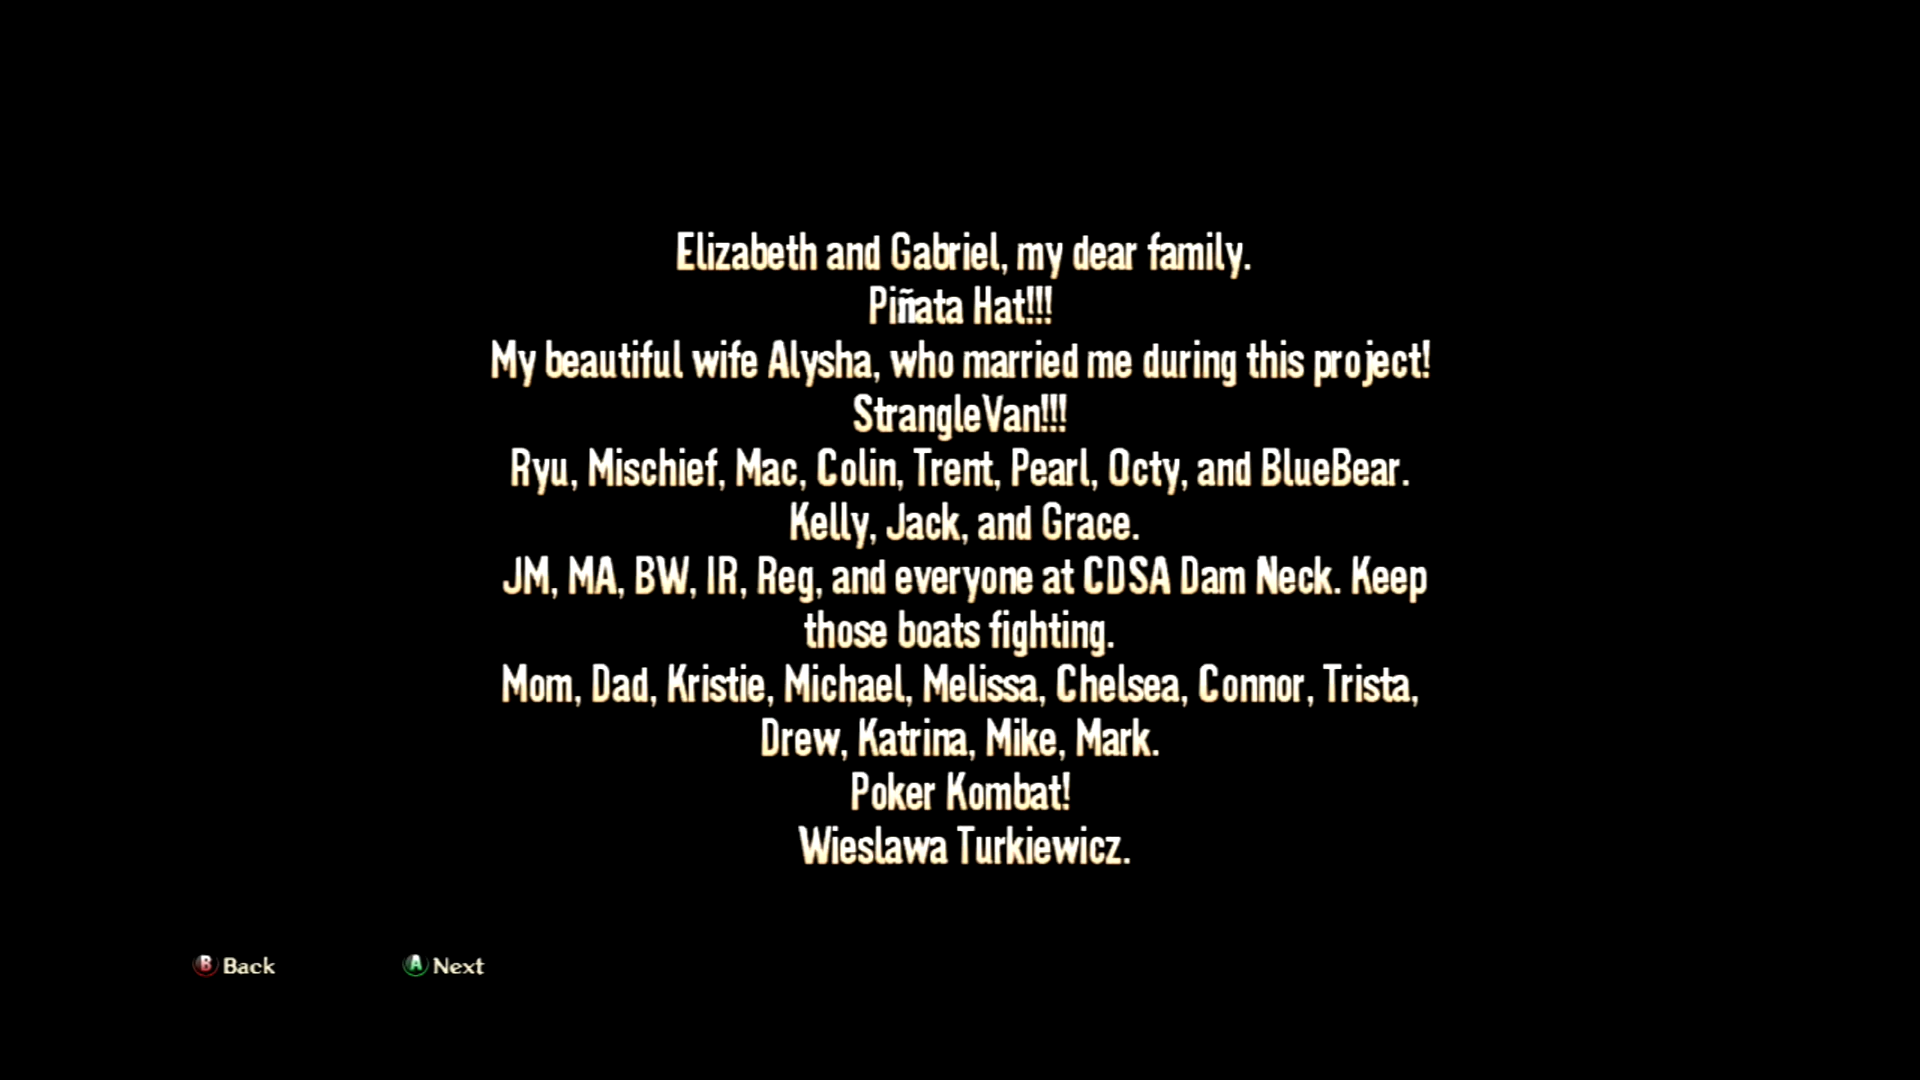 Elizabeth and Gabriel, my dear family.
Piñata Hat!!!
My beautiful wife Alysha, who married me during this project!
StrangleVan!!!
Ryu, Mischief, Mac, Colin, Trent, Pearl, Octy, and BlueBear.
Kelly, Jack, and Grace.
JM, MA, BW, IR, Reg, and everyone at CDSA Dam Neck. Keep
those boats fighting.
Mom, Dad, Kristie, Michael, Melissa, Chelsea, Connor, Trista,
Drew, Katrina, Mike, Mark.
Poker Kombat!
Wieslawa Turkiewicz.
B Back A Next